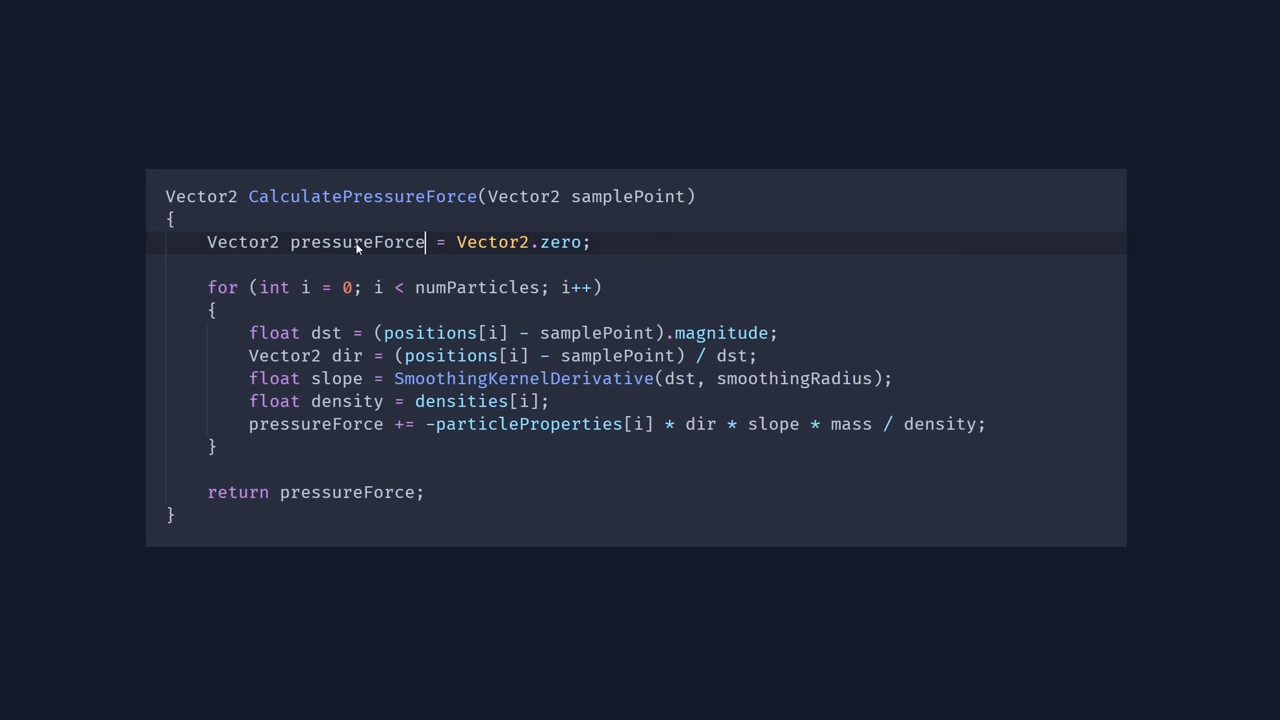 Vector2 CalculatePressureForce(Vector2 samplePoint)
{
    Vector2 pressureForce = Vector2.zero;

    for (int i = 0; i < numParticles; i++)
    {
        float dst = (positions[i] - samplePoint).magnitude;
        Vector2 dir = (positions[i] - samplePoint) / dst;
        float slope = SmoothingKernelDerivative(dst, smoothingRadius);
        float density = densities[i];
        pressureForce += -particleProperties[i] * dir * slope * mass / density;
    }

    return pressureForce;
}